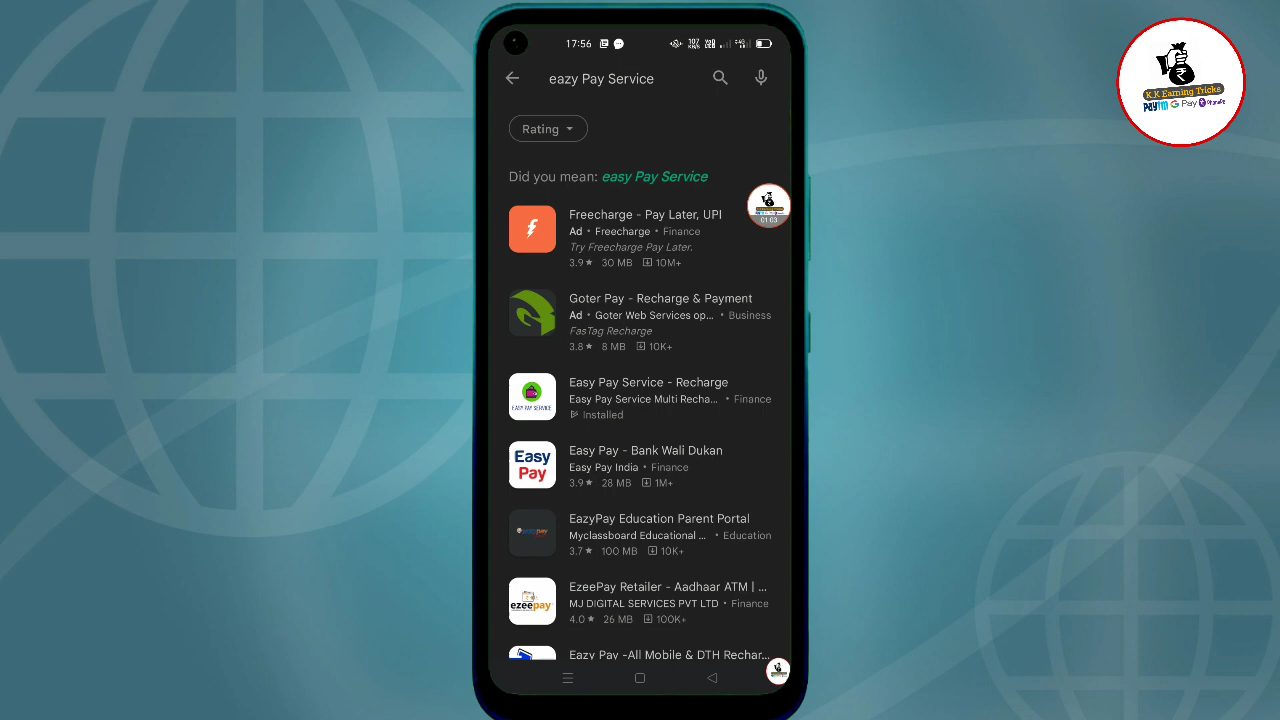 17:56
107 KB/S
eazy Pay Service
Rating
Did you mean: easy Pay Service
01:03
Freecharge - Pay Later, UPI
Ad • Freecharge • Finance
Try Freecharge Pay Later.
3.9★ 30 MB 10M+
Goter Pay - Recharge & Payment
Ad • Goter Web Services op... • Business
FasTag Recharge
3.8★ 8 MB 10K+
EASY PAY SERVICE
Easy Pay Service - Recharge
Easy Pay Service Multi Recha... • Finance
Installed
Easy Pay
Easy Pay - Bank Wali Dukan
Easy Pay India • Finance
3.9★ 28 MB 1M+
EazyPay Education Parent Portal
Myclassboard Educational ... • Education
3.7★ 100 MB 10K+
ezeepay
EzeePay Retailer - Aadhaar ATM | ...
MJ DIGITAL SERVICES PVT LTD • Finance
4.0★ 26 MB 100K+
Eazy Pay -All Mobile & DTH Rechar...
₹
K.K Earning Tricks
Paytm G Pay PhonePe